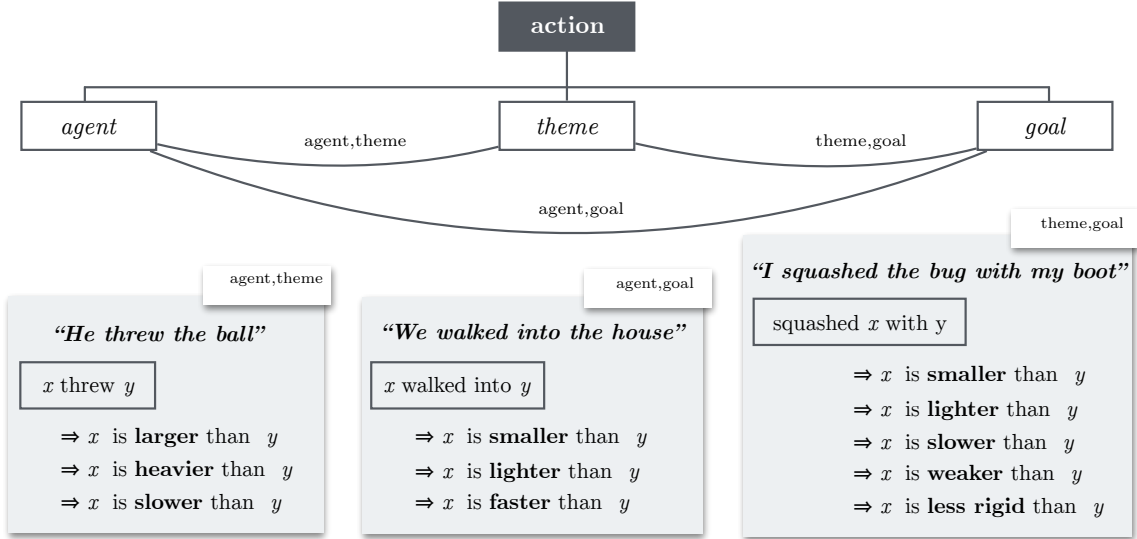 action
agent
theme
goal
agent,theme
theme,goal
agent,goal
agent,theme
“He threw the ball”
x threw y
⇒ x is larger than y
⇒ x is heavier than y
⇒ x is slower than y
agent,goal
“We walked into the house”
x walked into y
⇒ x is smaller than y
⇒ x is lighter than y
⇒ x is faster than y
theme,goal
“I squashed the bug with my boot”
squashed x with y
⇒ x is smaller than y
⇒ x is lighter than y
⇒ x is slower than y
⇒ x is weaker than y
⇒ x is less rigid than y